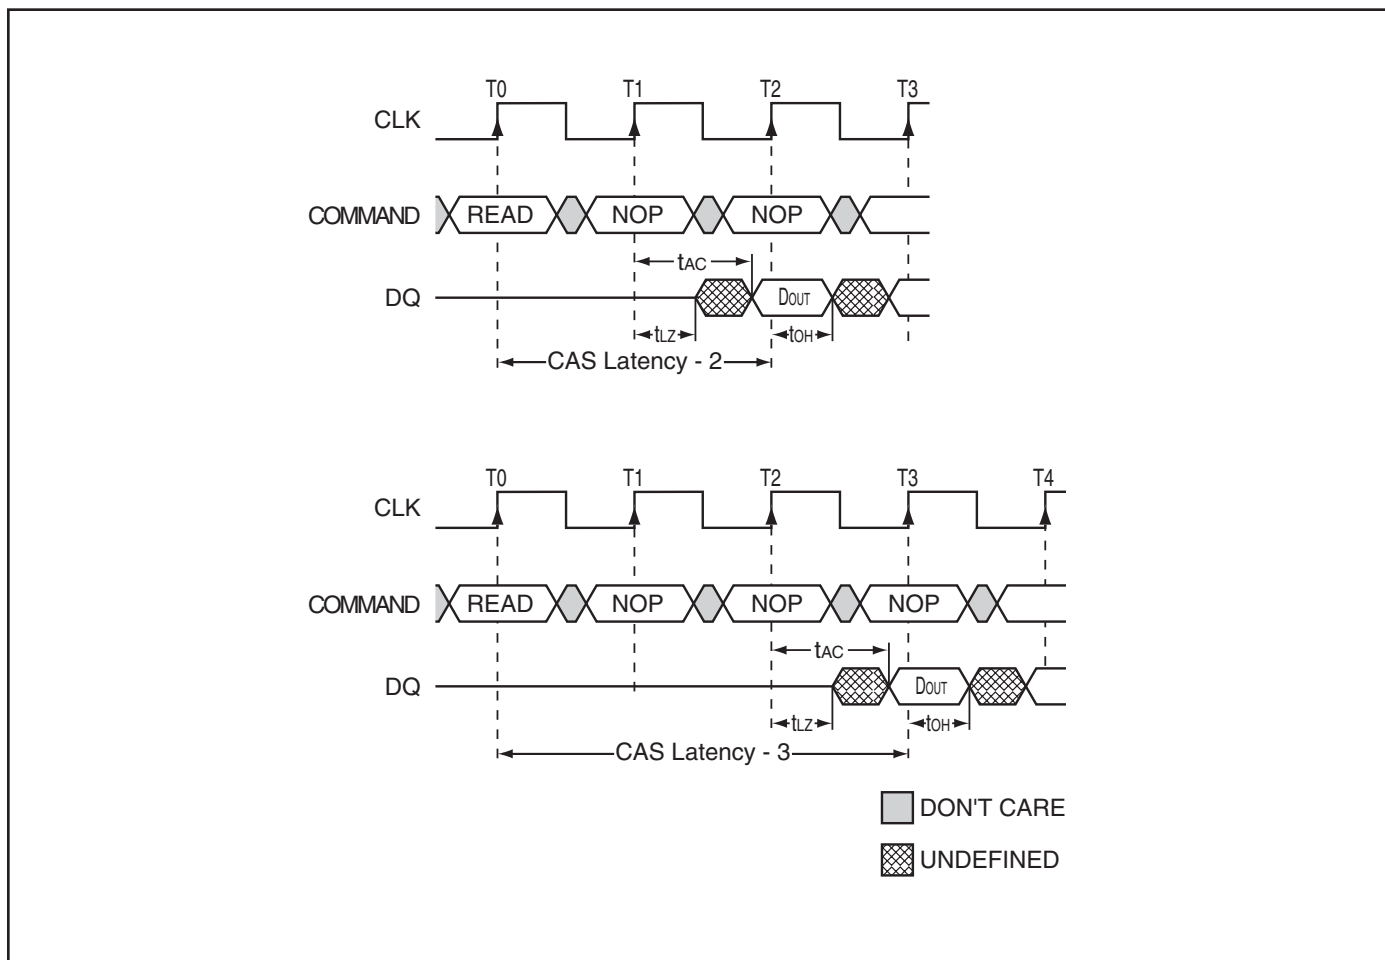 T0 T1 T2 T3
CLK
COMMAND READ NOP NOP
tAC
DQ DOUT
tLZ tOH
CAS Latency - 2
T0 T1 T2 T3 T4
CLK
COMMAND READ NOP NOP NOP
tAC
DQ DOUT
tLZ tOH
CAS Latency - 3
DON'T CARE
UNDEFINED